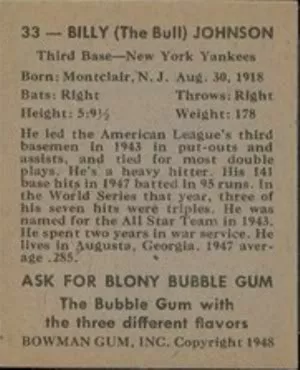 33 — BILLY (The Bull) JOHNSON
Third Base—New York Yankees
Born: Montclair, N. J. Aug. 30, 1918
Bats: Right Throws: Right
Height: 5:9½ Weight: 178
He led the American League's third
basemen in 1943 in put-outs and
assists, and tied for most double
plays. He's a heavy hitter. His 141
base hits in 1947 batted in 95 runs. In
the World Series that year, three of
his seven hits were triples. He was
named for the All Star Team in 1943.
He spent two years in war service. He
lives in Augusta, Georgia. 1947 aver-
age .285.
ASK FOR BLONY BUBBLE GUM
The Bubble Gum with
the three different flavors
BOWMAN GUM, INC. Copyright 1948